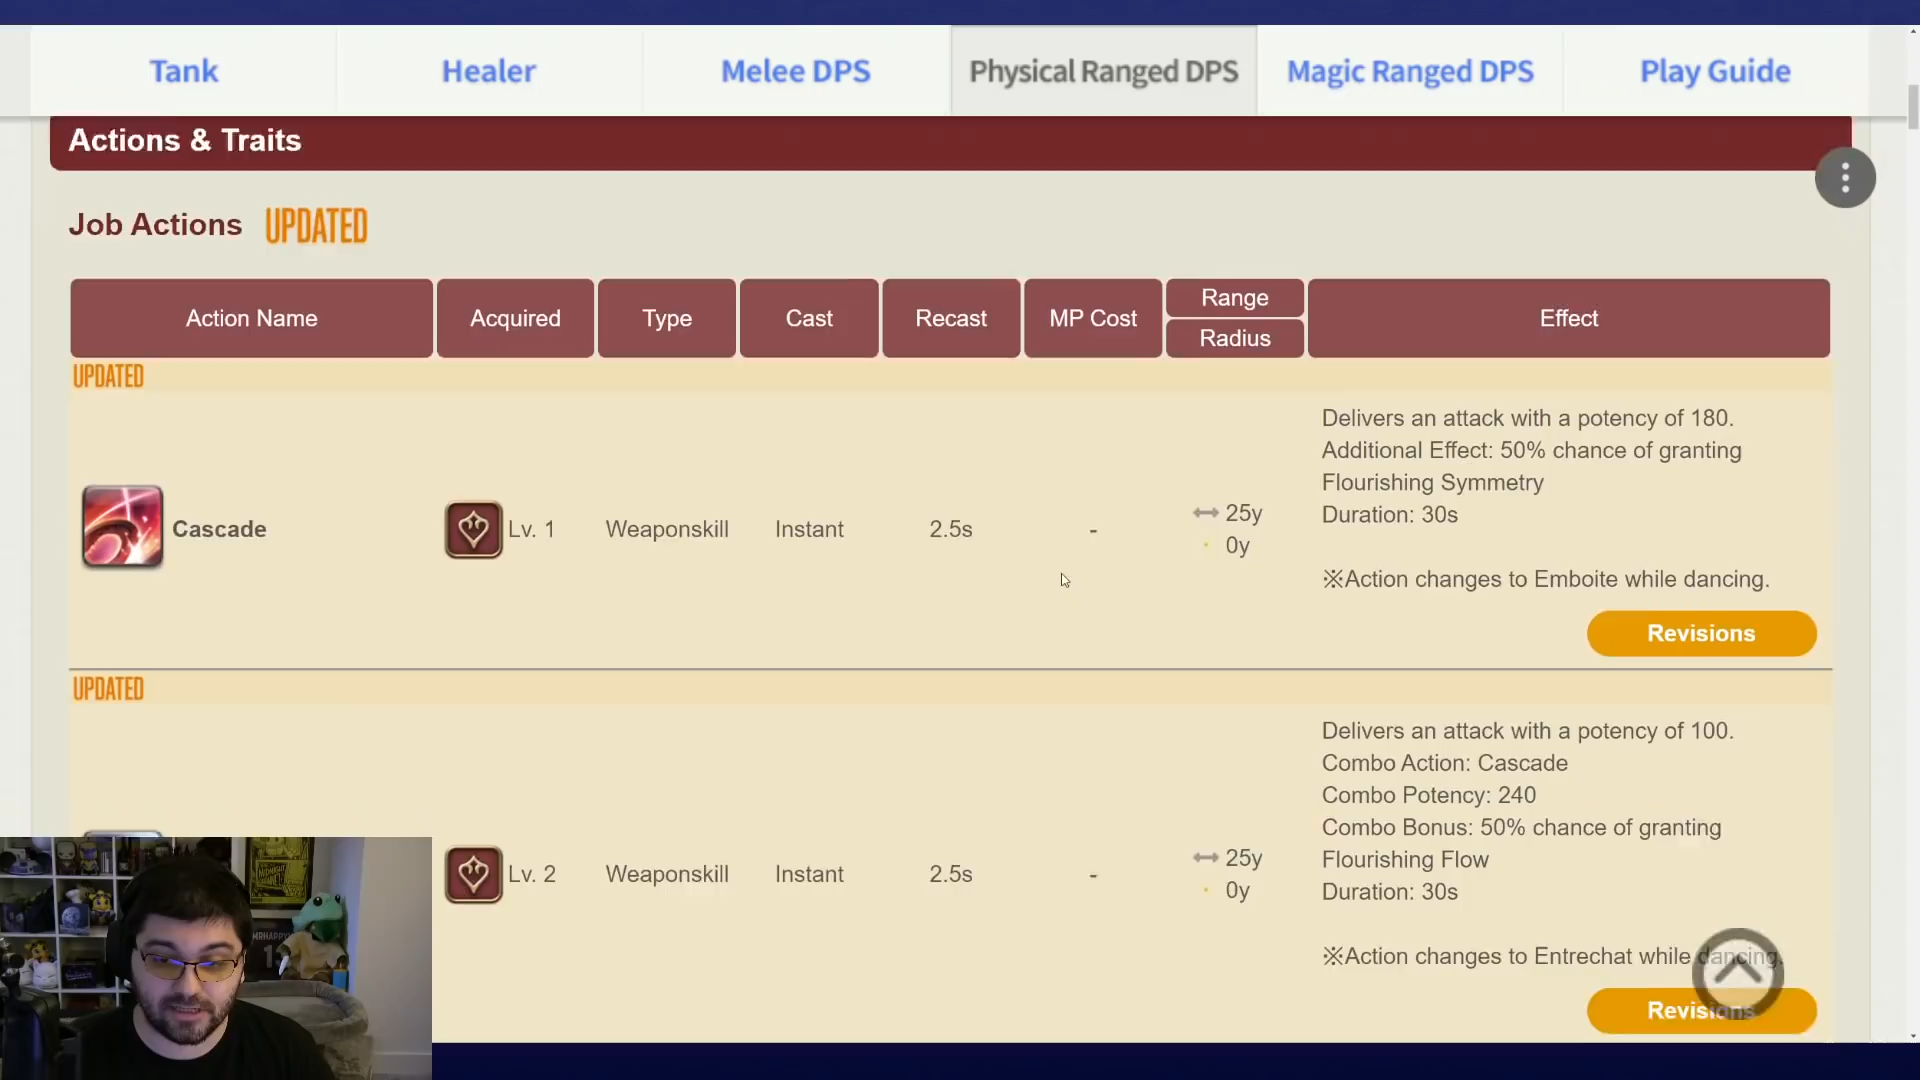 Tank
Healer
Melee DPS
Physical Ranged DPS
Magic Ranged DPS
Play Guide
Actions & Traits
Job Actions UPDATED
Action Name
Acquired
Type
Cast
Recast
MP Cost
Range
Radius
Effect
UPDATED
Cascade
Lv. 1
Weaponskill
Instant
2.5s
-
25y
0y
Delivers an attack with a potency of 180.
Additional Effect: 50% chance of granting
Flourishing Symmetry
Duration: 30s
※Action changes to Emboite while dancing.
Revisions
UPDATED
Lv. 2
Weaponskill
Instant
2.5s
-
25y
0y
Delivers an attack with a potency of 100.
Combo Action: Cascade
Combo Potency: 240
Combo Bonus: 50% chance of granting
Flourishing Flow
Duration: 30s
※Action changes to Entrechat while dancing.
Revisions
MRHAPPY